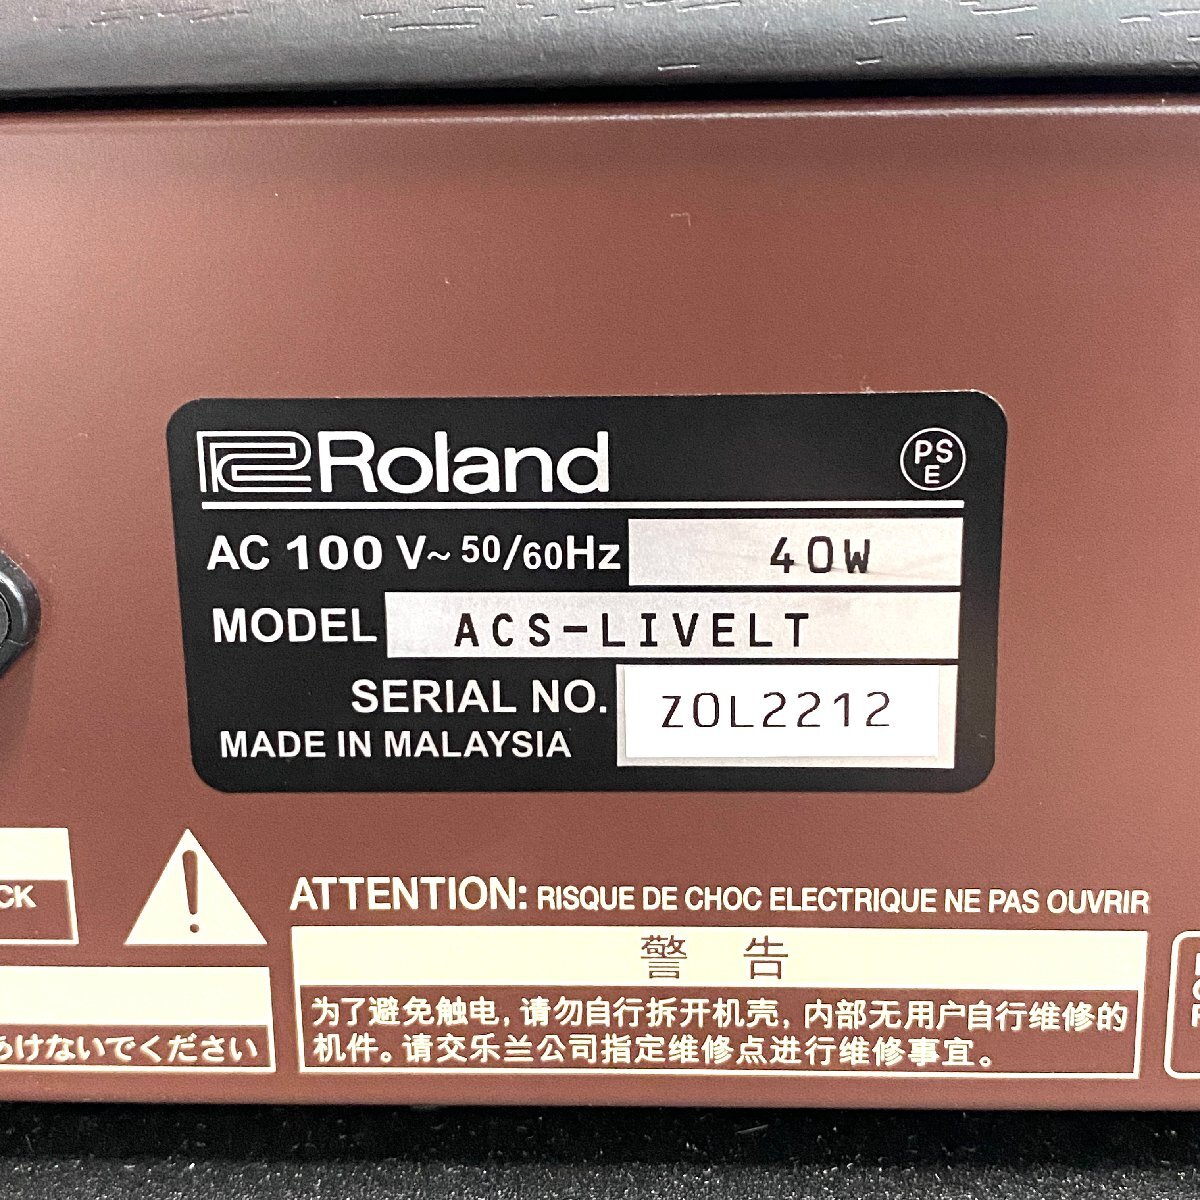 Roland
PSE
AC 100 V~ 50/60Hz 40W
MODEL ACS-LIVELT
SERIAL NO. Z0L2212
MADE IN MALAYSIA
ATTENTION: RISQUE DE CHOC ELECTRIQUE NE PAS OUVRIR
警 告
为了避免触电，请勿自行拆开机壳，内部无用户自行维修的
机件。请交乐兰公司指定维修点进行维修事宜。
あけないでください